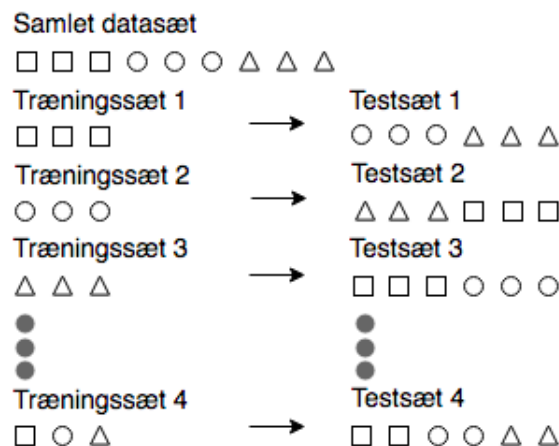 Samlet datasæt
Træningssæt 1
Testsæt 1
Træningssæt 2
Testsæt 2
Træningssæt 3
Testsæt 3
Træningssæt 4
Testsæt 4